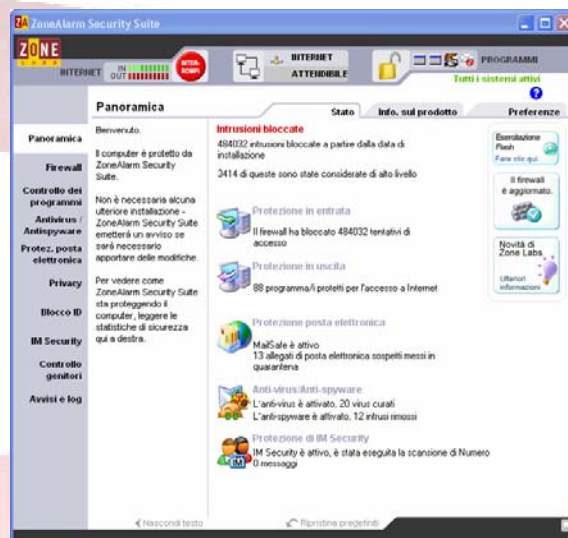 ZoneAlarm Security Suite
ZA
ZONE
LABS
INTERNET
IN
OUT
INTER-
ROMPI
INTERNET
ATTENDIBILE
PROGRAMMI
Tutti i sistemi attivi
?
Panoramica
Stato
Info. sul prodotto
Preferenze
Panoramica
Firewall
Controllo dei
programmi
Antivirus /
Antispyware
Protez. posta
elettronica
Privacy
Blocco ID
IM Security
Controllo
genitori
Avvisi e log
Benvenuto.
Il computer è protetto da
ZoneAlarm Security
Suite.
Non è necessaria alcuna
ulteriore installazione -
ZoneAlarm Security Suite
emetterà un avviso se
sarà necessario
apportare delle modifiche.
Per vedere come
ZoneAlarm Security Suite
sta proteggendo il
computer, leggere le
statistiche di sicurezza
qui a destra.
Intrusioni bloccate
484032 intrusioni bloccate a partire dalla data di
installazione
3414 di queste sono state considerate di alto livello
Protezione in entrata
Il firewall ha bloccato 484032 tentativi di
accesso
Protezione in uscita
88 programma/i protetti per l'accesso a Internet
Protezione posta elettronica
MailSafe è attivo
13 allegati di posta elettronica sospetti messi in
quarantena
Anti-virus/Anti-spyware
L'anti-virus è attivato, 20 virus curati
L'anti-spyware è attivato, 12 intrusi rimossi
Protezione di IM Security
IM Security è attivo, è stata eseguita la scansione di Numero
0 messaggi
IM
Esercitazione
Flash
Fare clic qui
Il firewall
è aggiornato.
Novità di
Zone Labs
Ulteriori
informazioni
Nascondi testo
Ripristina predefiniti